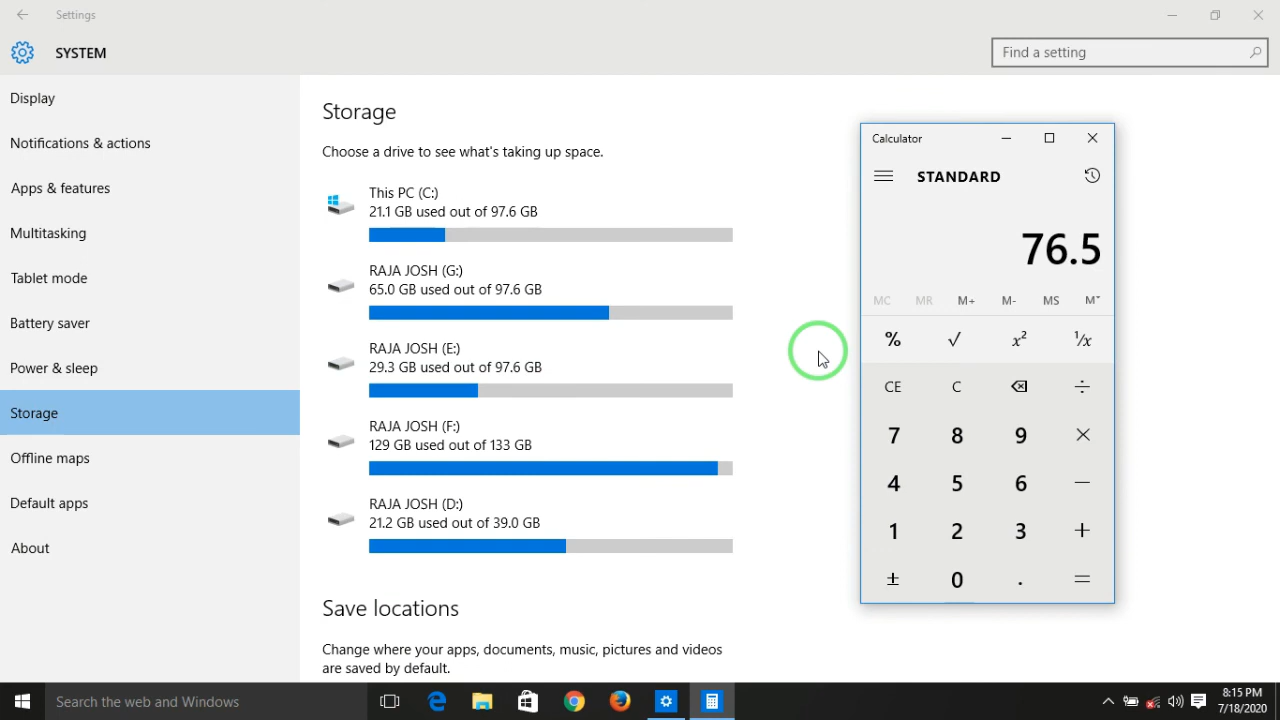 Settings
SYSTEM
Find a setting
Display
Notifications & actions
Apps & features
Multitasking
Tablet mode
Battery saver
Power & sleep
Storage
Offline maps
Default apps
About
Storage
Choose a drive to see what's taking up space.
This PC (C:)
21.1 GB used out of 97.6 GB
RAJA JOSH (G:)
65.0 GB used out of 97.6 GB
RAJA JOSH (E:)
29.3 GB used out of 97.6 GB
RAJA JOSH (F:)
129 GB used out of 133 GB
RAJA JOSH (D:)
21.2 GB used out of 39.0 GB
Save locations
Change where your apps, documents, music, pictures and videos
are saved by default.
Calculator
STANDARD
76.5
MC MR M+ M- MS M˅
% √ x² ¹/x
CE C ⌫ ÷
7 8 9 ×
4 5 6 −
1 2 3 +
± 0 . =
Search the web and Windows
8:15 PM
7/18/2020